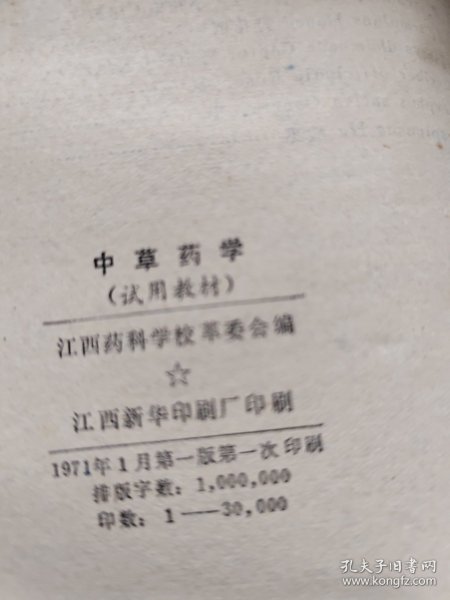 中草药学
(试用教材)
江西药科学校革委会编
☆
江西新华印刷厂印刷
1971年1月第一版第一次印刷
排版字数：1,000,000
印数：1——30,000
孔夫子旧书网
www.kongfz.com